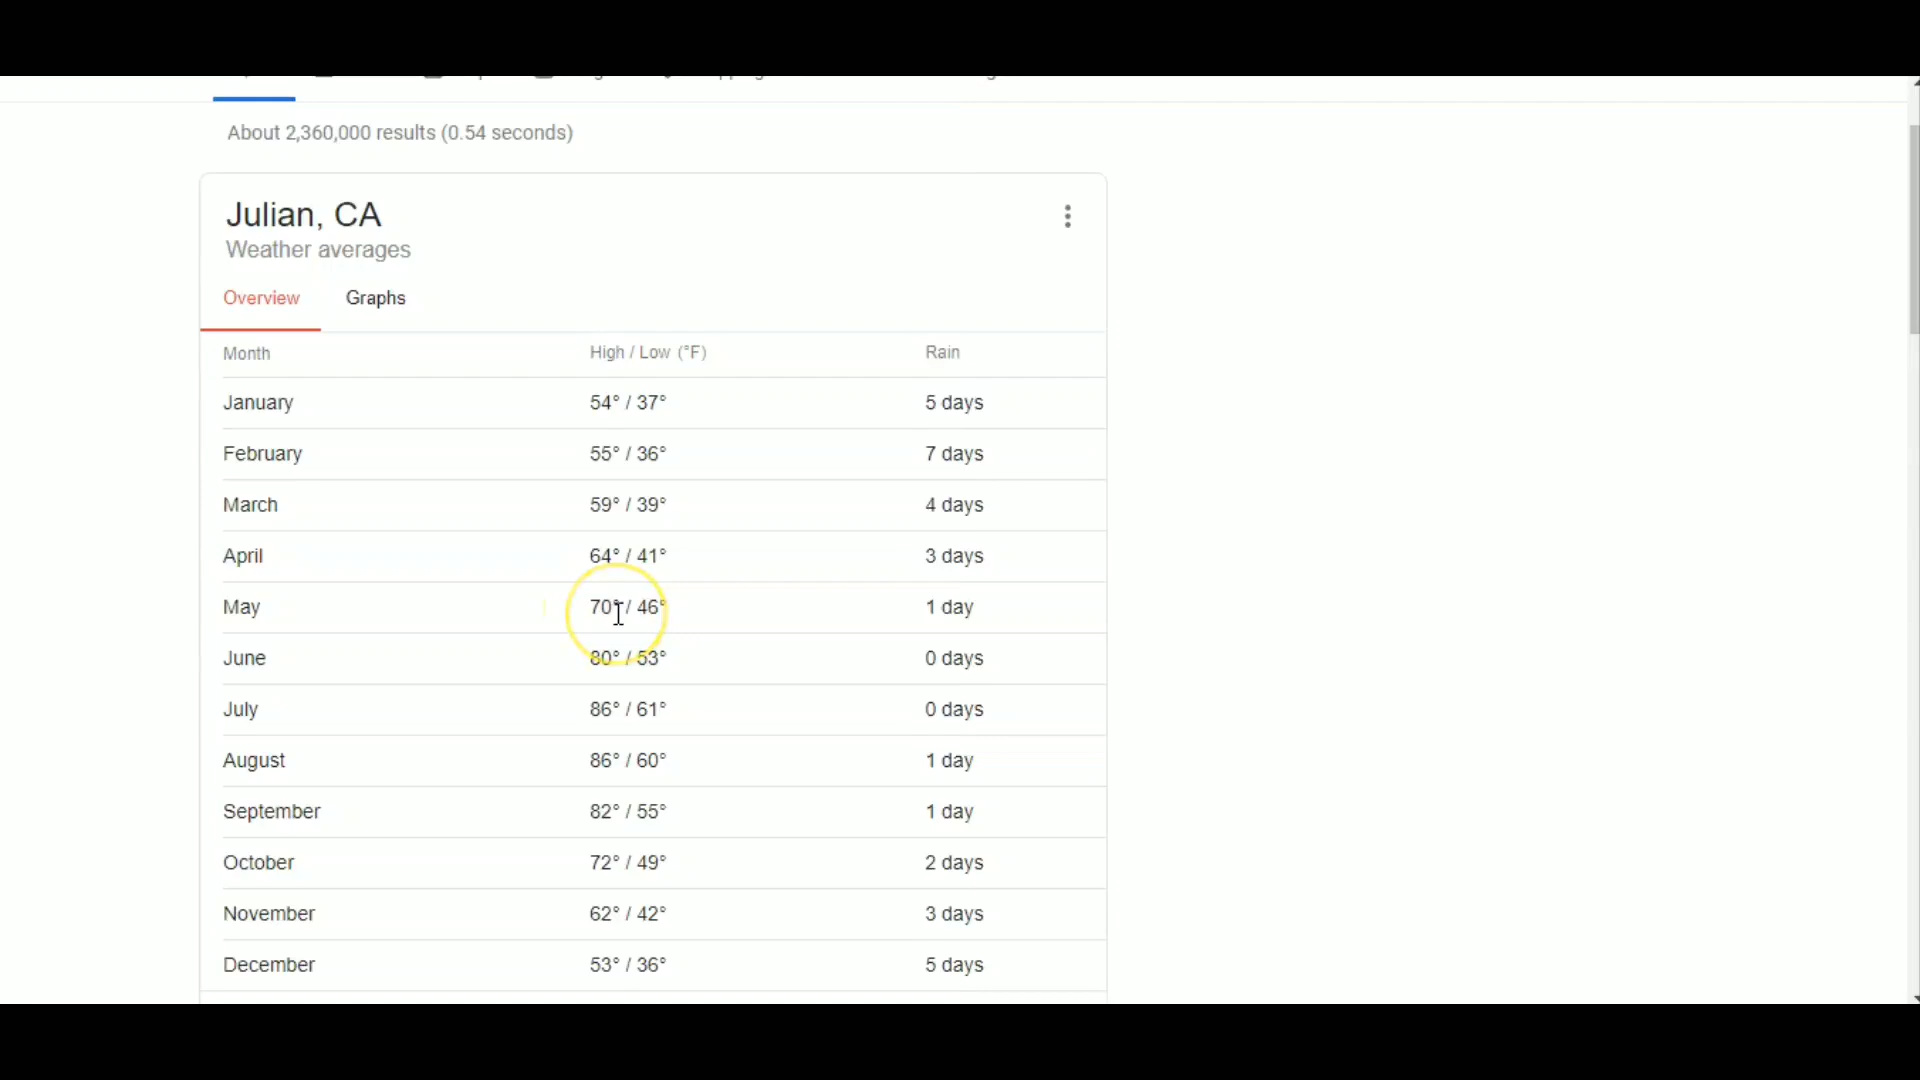 About 2,360,000 results (0.54 seconds)
Julian, CA
Weather averages
Overview Graphs
Month High / Low (°F) Rain
January 54° / 37° 5 days
February 55° / 36° 7 days
March 59° / 39° 4 days
April 64° / 41° 3 days
May 70° / 46° 1 day
June 80° / 53° 0 days
July 86° / 61° 0 days
August 86° / 60° 1 day
September 82° / 55° 1 day
October 72° / 49° 2 days
November 62° / 42° 3 days
December 53° / 36° 5 days